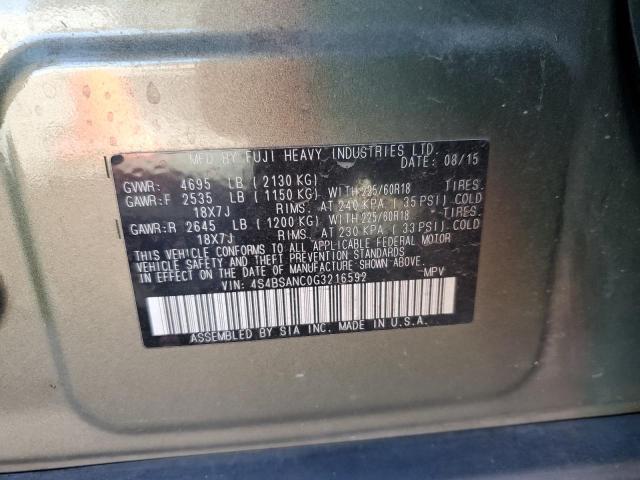 MFD BY FUJI HEAVY INDUSTRIES LTD.
DATE: 08/15
GVWR: 4695 LB ( 2130 KG)
GAWR:F 2535 LB ( 1150 KG) WITH 235/60R18 TIRES.
18X7J RIMS. AT 240 KPA ( 35 PSI) COLD
GAWR:R 2645 LB ( 1200 KG) WITH 225/60R18 TIRES.
18X7J RIMS. AT 230 KPA ( 33 PSI) COLD
THIS VEHICLE CONFORMS TO ALL APPLICABLE FEDERAL MOTOR
VEHICLE SAFETY AND BUMPER STANDARDS IN EFFECT ON THE
DATE OF MANUFACTURE SHOWN ABOVE.
VIN: 4S4BSANC0G3216592 MPV
ASSEMBLED BY SIA INC. MADE IN U.S.A.